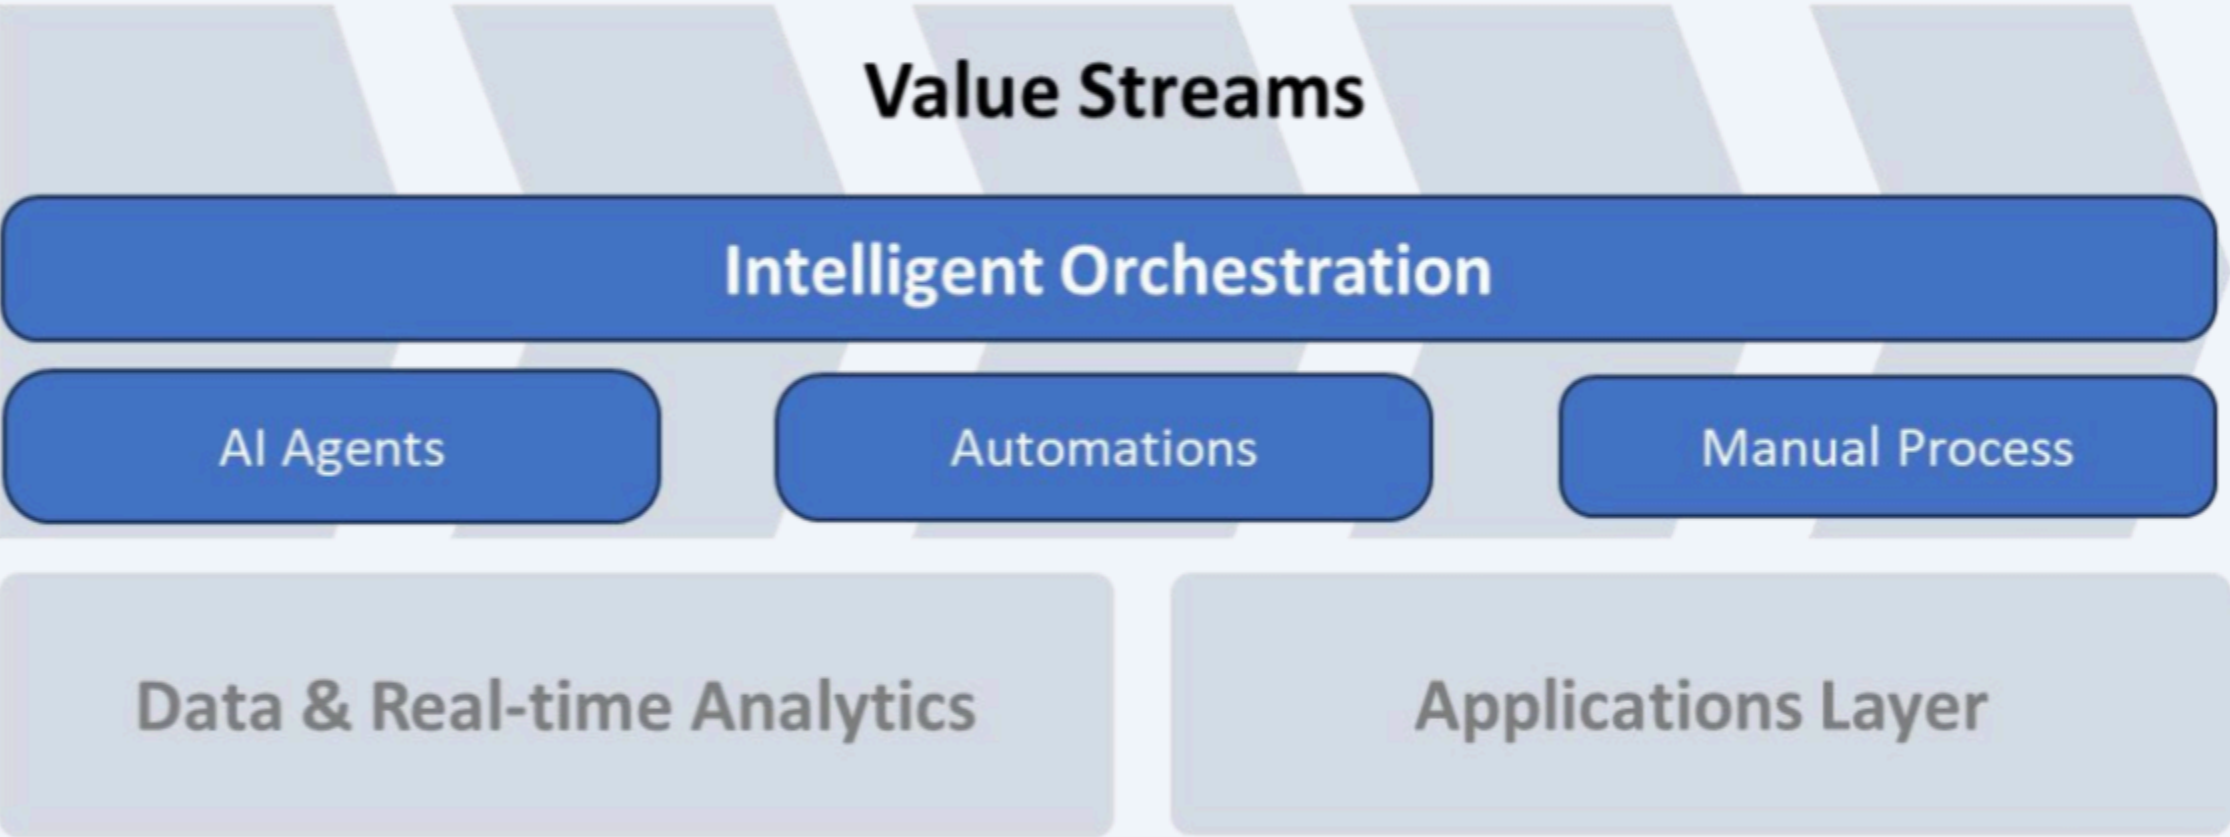 Value Streams
Intelligent Orchestration
AI Agents
Automations
Manual Process
Data & Real-time Analytics
Applications Layer